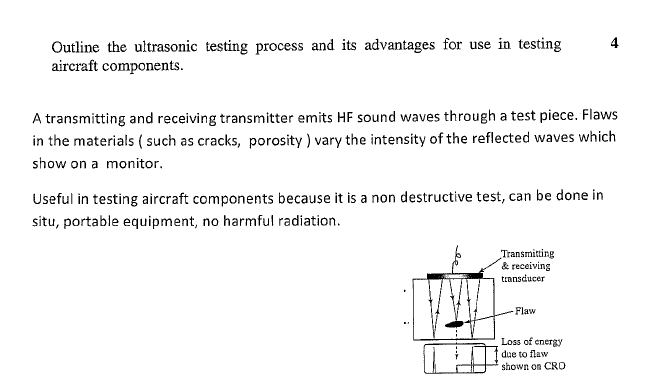 Outline the ultrasonic testing process and its advantages for use in testing 4
aircraft components.
A transmitting and receiving transmitter emits HF sound waves through a test piece. Flaws
in the materials ( such as cracks, porosity ) vary the intensity of the reflected waves which
show on a monitor.
Useful in testing aircraft components because it is a non destructive test, can be done in
situ, portable equipment, no harmful radiation.
Transmitting
& receiving
transducer
Flaw
Loss of energy
due to flaw
shown on CRO